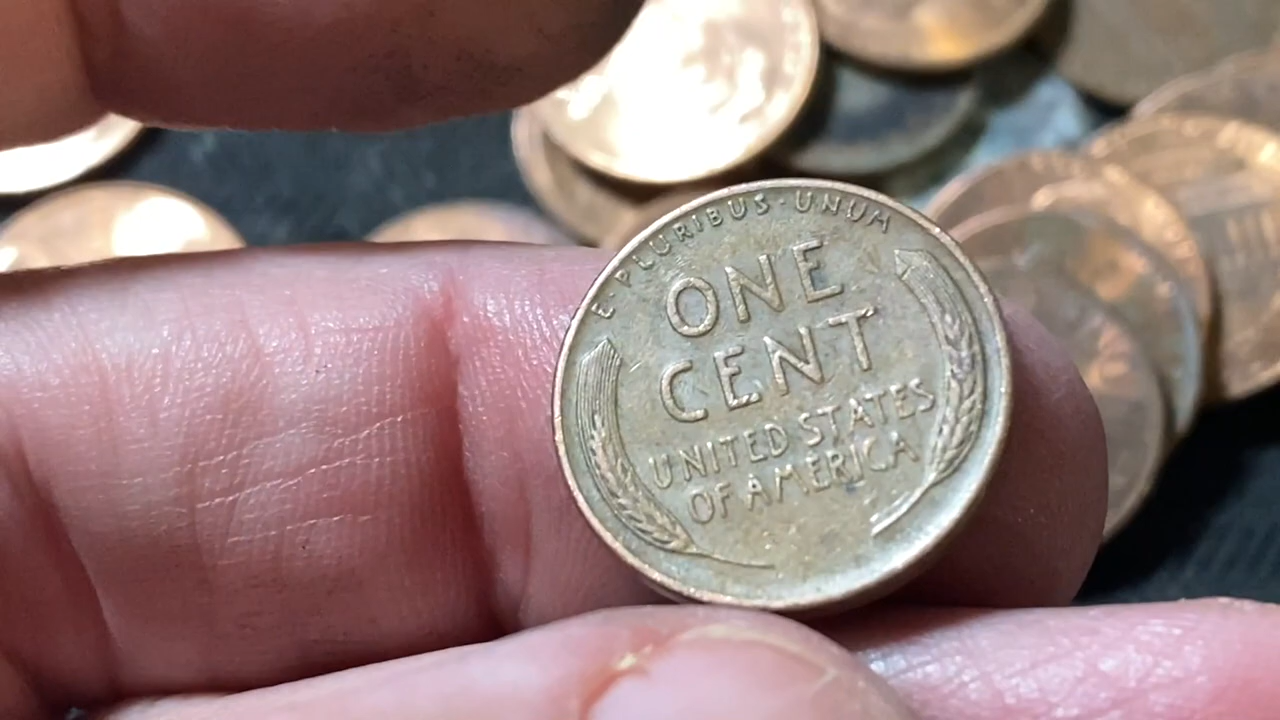 E·PLURIBUS·UNUM
ONE
CENT
UNITED STATES
OF AMERICA